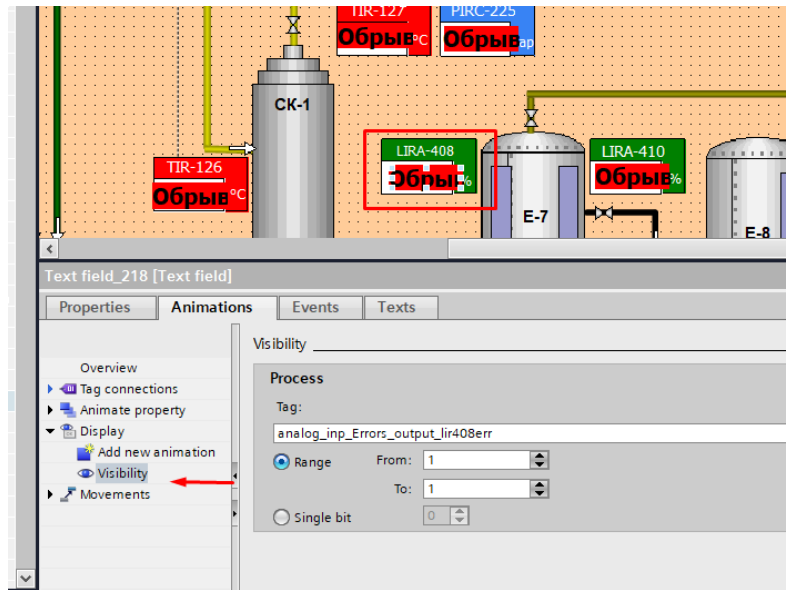 TIR-127
PIRC-225
Обрыв °C
Обрыв
СК-1
LIRA-408
LIRA-410
TIR-126
Обрыв %
Обрыв °C
E-7
E-8
Text field_218 [Text field]
Properties
Animations
Events
Texts
Visibility
Overview
Process
Tag connections
Tag:
Animate property
analog_inp_Errors_output_lir408err
Display
Add new animation
Range
From:
1
Visibility
To:
1
Movements
Single bit
0